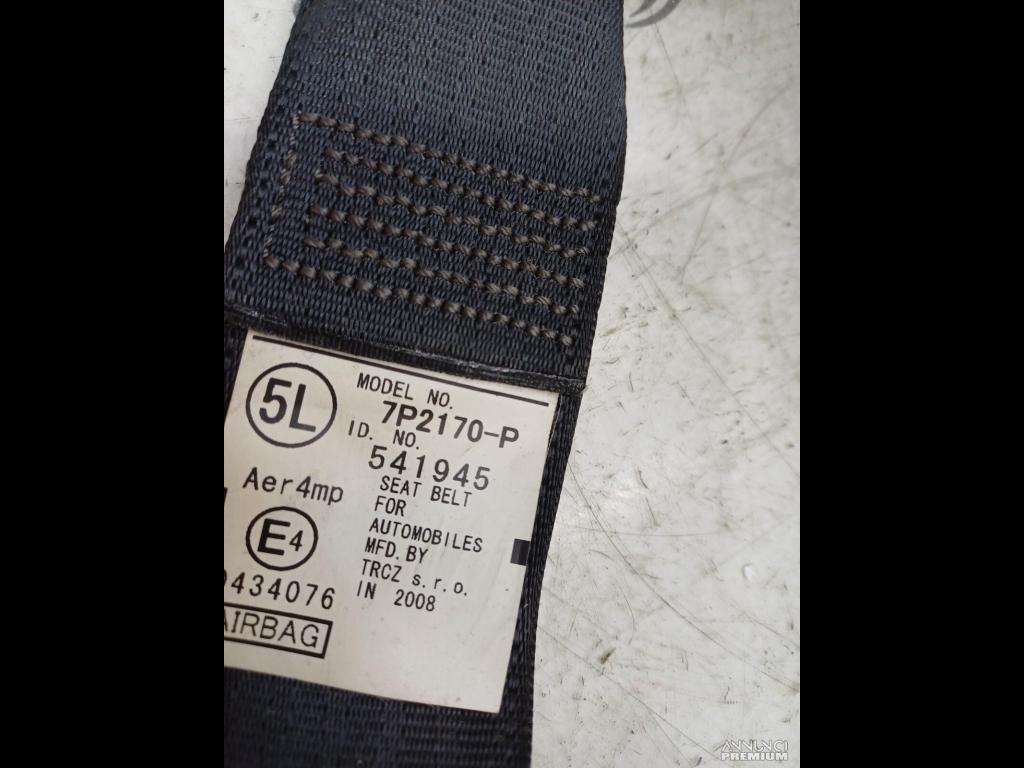 5L
MODEL NO.
7P2170-P
ID. NO.
541945
Aer4mp
SEAT BELT
FOR
AUTOMOBILES
MFD. BY
TRCZ s.r.o.
IN 2008
E4
434076
AIRBAG
ANNUNCI
PREMIUM